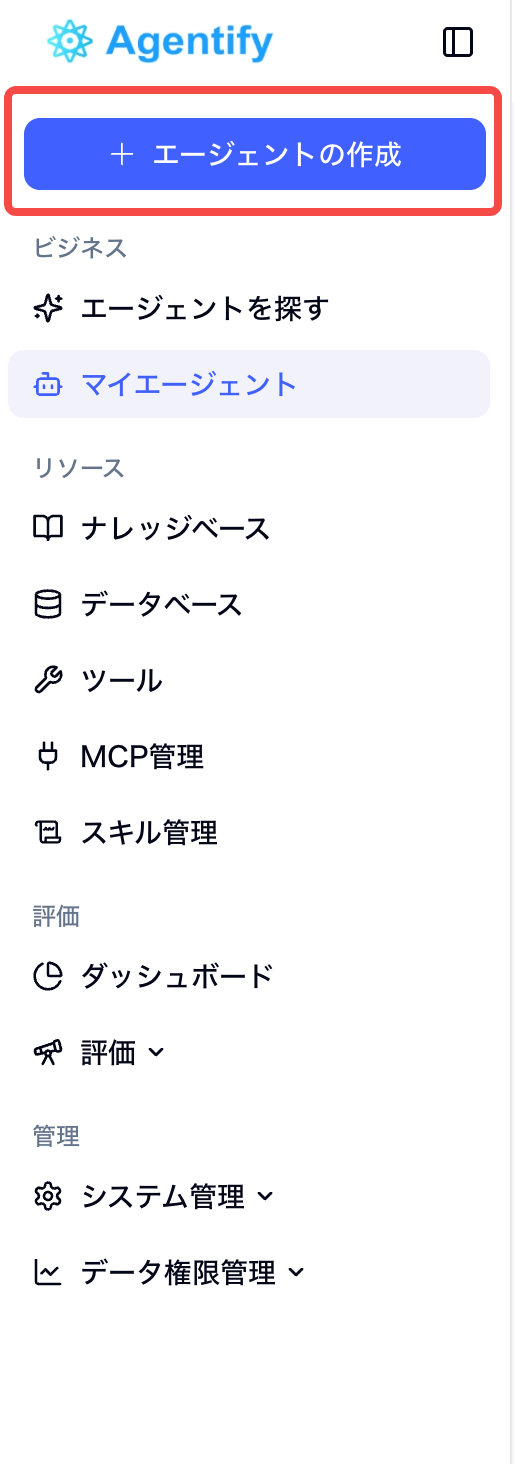 Agentify
エージェントの作成
ビジネス
エージェントを探す
マイエージェント
リソース
ナレッジベース
データベース
ツール
MCP管理
スキル管理
評価
ダッシュボード
評価
管理
システム管理
データ権限管理